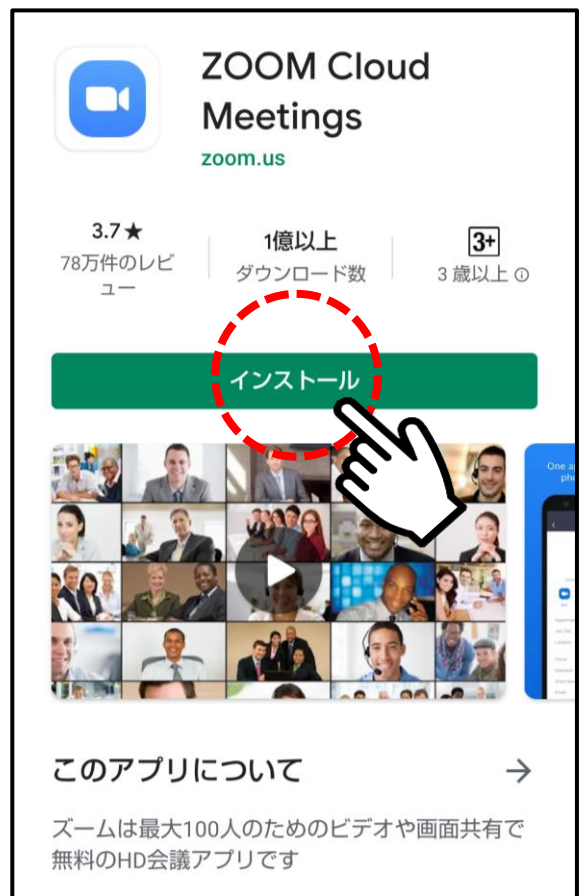 ZOOM Cloud
Meetings
zoom.us
3.7★
78万件のレビ
ュー
1億以上
ダウンロード数
3+
3 歳以上
インストール
One a
pho
このアプリについて
ズームは最大100人のためのビデオや画面共有で
無料のHD会議アプリです